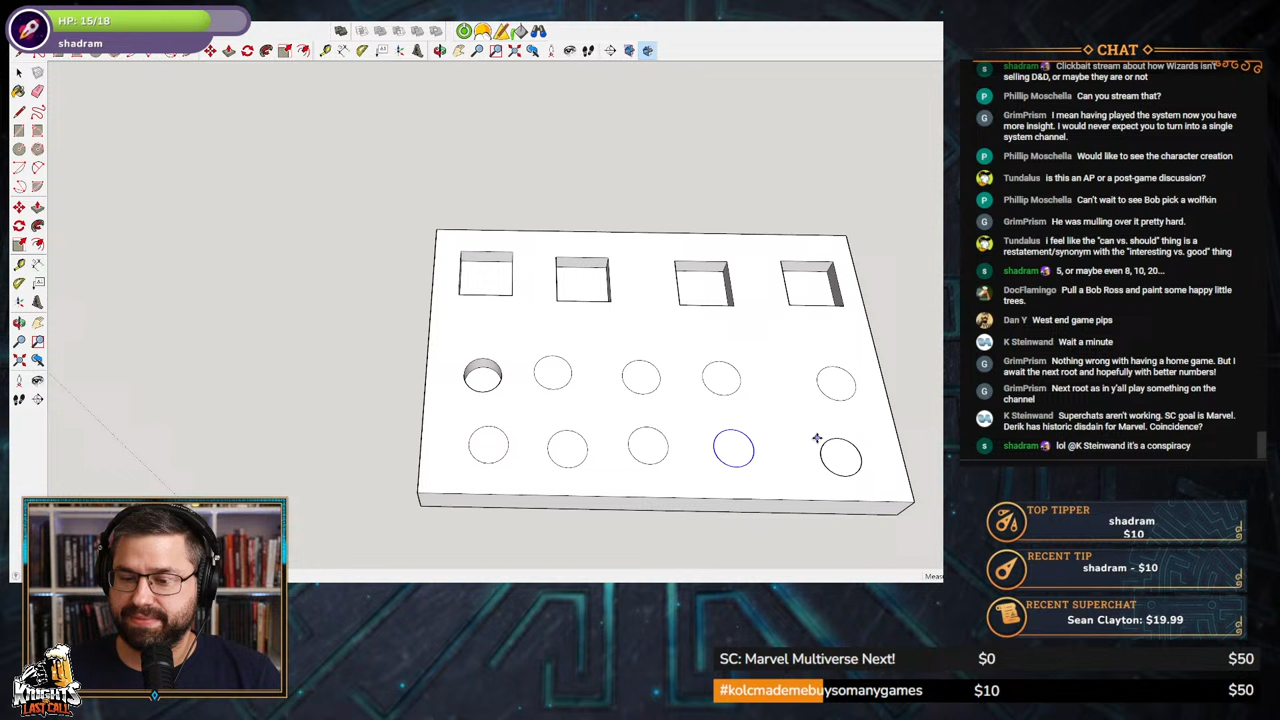 HP: 15/18
shadram
CHAT
shadram Clickbait stream about how Wizards isn't
selling D&D, or maybe they are or not
Phillip Moschella Can you stream that?
GrimPrism I mean having played the system now you have
more insight. I would never expect you to turn into a single
system channel.
Phillip Moschella Would like to see the character creation
Tundalus is this an AP or a post-game discussion?
Phillip Moschella Can't wait to see Bob pick a wolfkin
GrimPrism He was mulling over it pretty hard.
Tundalus i feel like the "can vs. should" thing is a
restatement/synonym with the "interesting vs. good" thing
shadram 5, or maybe even 8, 10, 20...
DocFlamingo Pull a Bob Ross and paint some happy little
trees.
Dan Y West end game pips
K Steinwand Wait a minute
GrimPrism Nothing wrong with having a home game. But I
await the next root and hopefully with better numbers!
GrimPrism Next root as in y'all play something on the
channel
K Steinwand Superchats aren't working. SC goal is Marvel.
Derik has historic disdain for Marvel. Coincidence?
shadram lol @K Steinwand it's a conspiracy
Meas
TOP TIPPER
shadram
$10
RECENT TIP
shadram - $10
RECENT SUPERCHAT
Sean Clayton: $19.99
SC: Marvel Multiverse Next! $0 $50
#kolcmademebuysomanygames $10 $50
KNIGHTS
OF LAST CALL